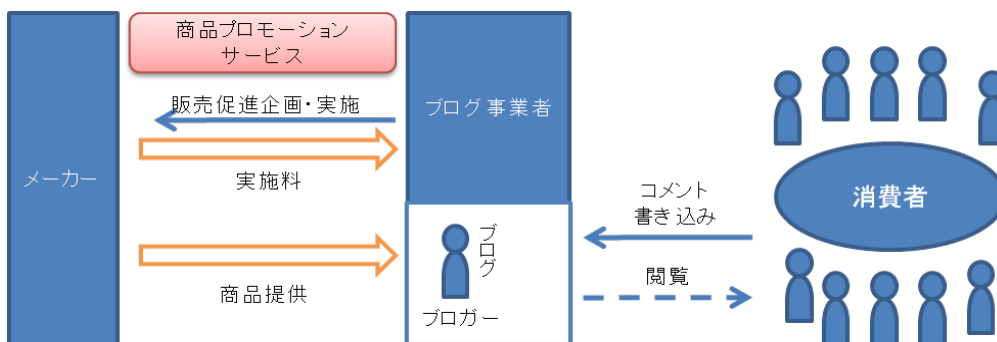 商品プロモーション
サービス
販売促進企画・実施
実施料
商品提供
メーカー
ブログ事業者
ブログ
ブロガー
コメント
書き込み
閲覧
消費者